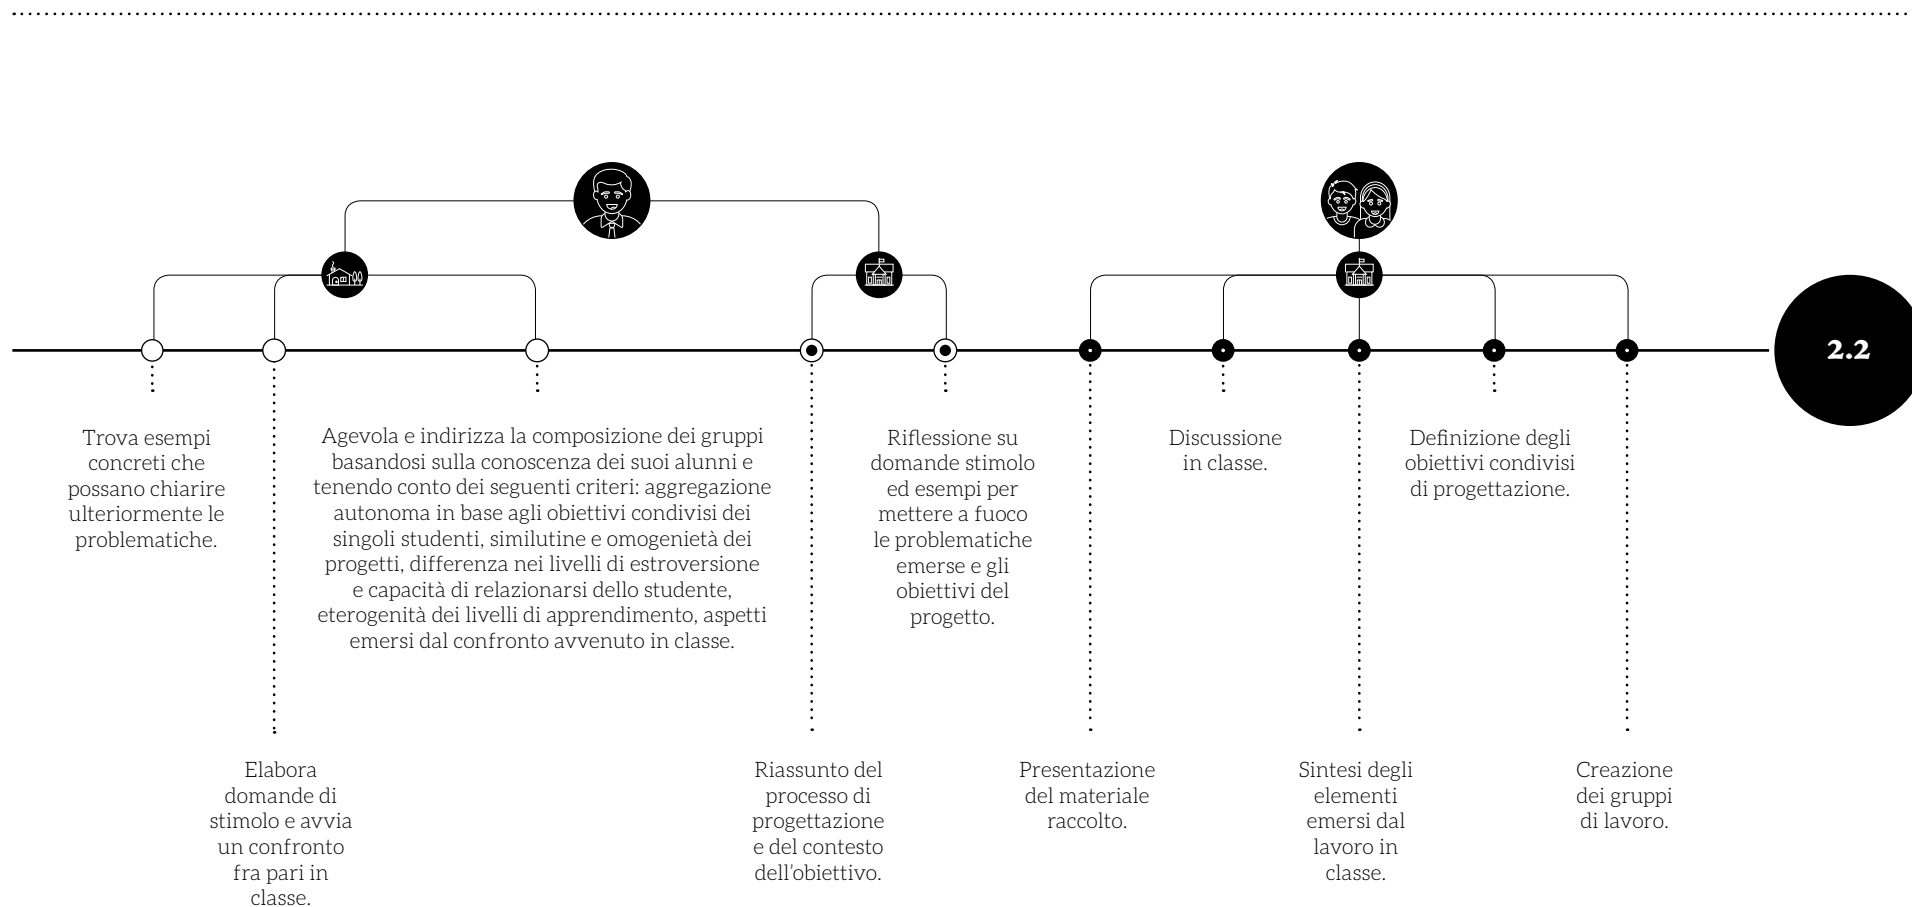 2.2
Trova esempi
concreti che
possano chiarire
ulteriormente le
problematiche.
Elabora
domande di
stimolo e avvia
un confronto
fra pari in
classe.
Agevola e indirizza la composizione dei gruppi
basandosi sulla conoscenza dei suoi alunni e
tenendo conto dei seguenti criteri: aggregazione
autonoma in base agli obiettivi condivisi dei
singoli studenti, similutine e omogenietà dei
progetti, differenza nei livelli di estroversione
e capacità di relazionarsi dello studente,
eterogenità dei livelli di apprendimento, aspetti
emersi dal confronto avvenuto in classe.
Riassunto del
processo di
progettazione
e del contesto
dell'obiettivo.
Riflessione su
domande stimolo
ed esempi per
mettere a fuoco
le problematiche
emerse e gli
obiettivi del
progetto.
Presentazione
del materiale
raccolto.
Discussione
in classe.
Sintesi degli
elementi
emersi dal
lavoro in
classe.
Definizione degli
obiettivi condivisi
di progettazione.
Creazione
dei gruppi
di lavoro.